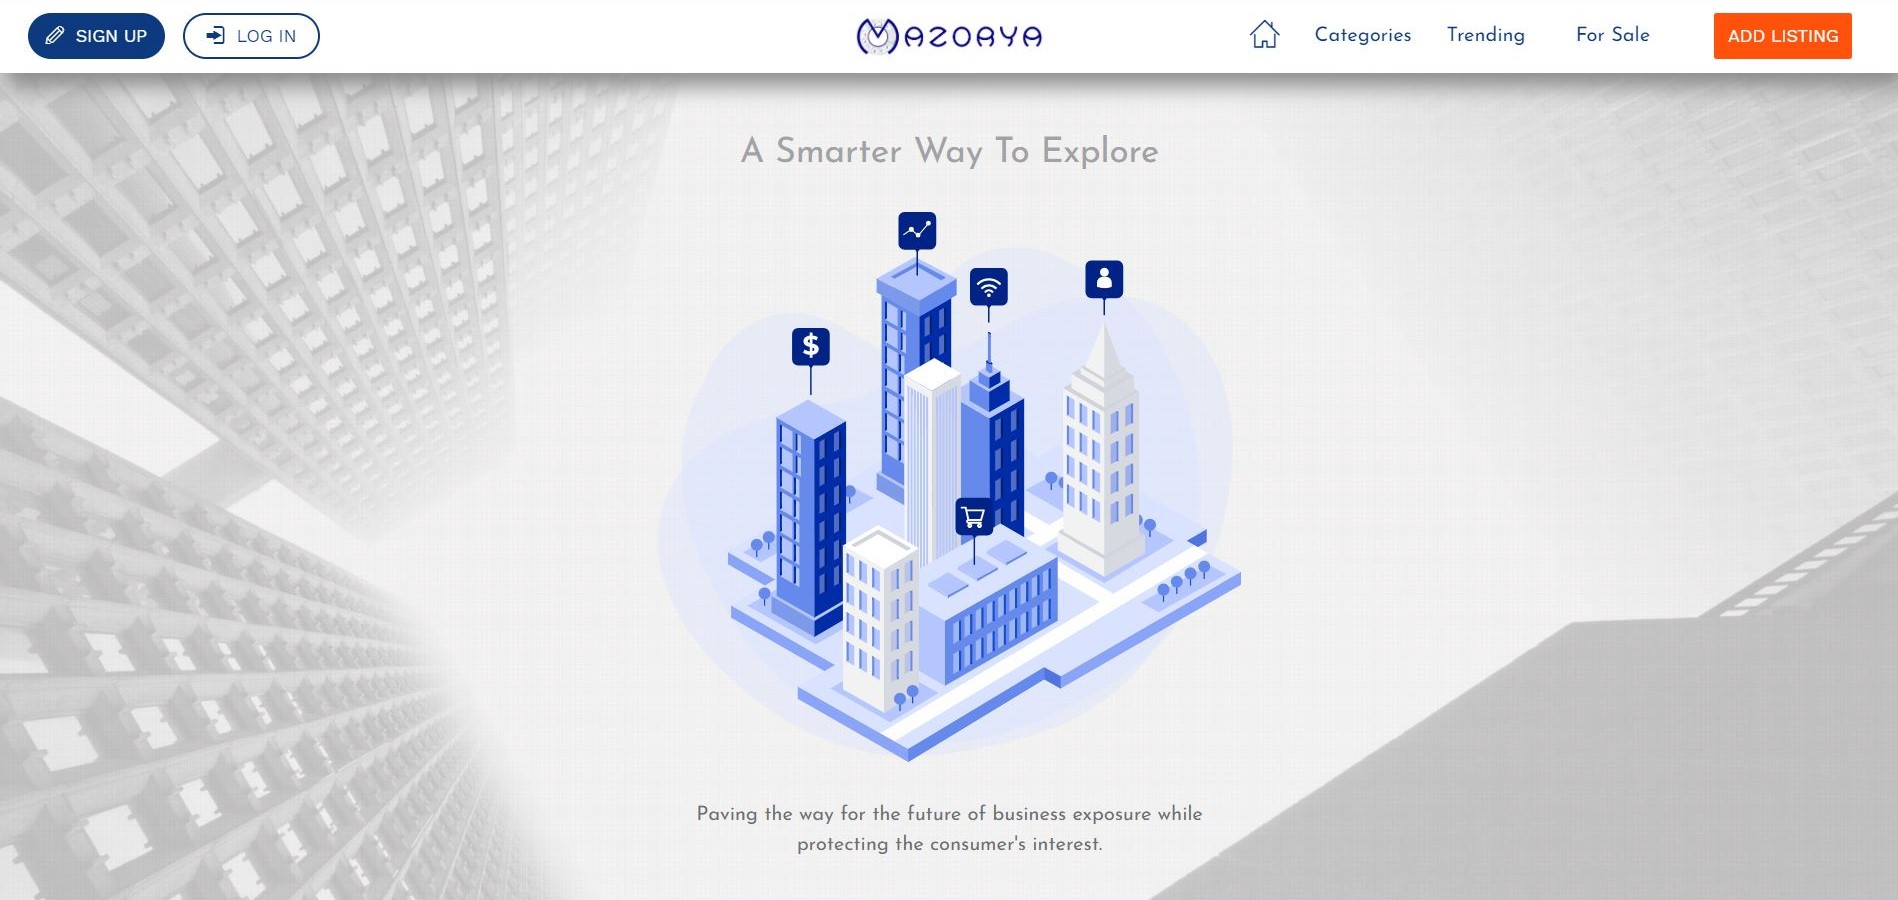 SIGN UP
LOG IN
MAZOAYA
Categories
Trending
For Sale
ADD LISTING
A Smarter Way To Explore
$
Paving the way for the future of business exposure while
protecting the consumer's interest.